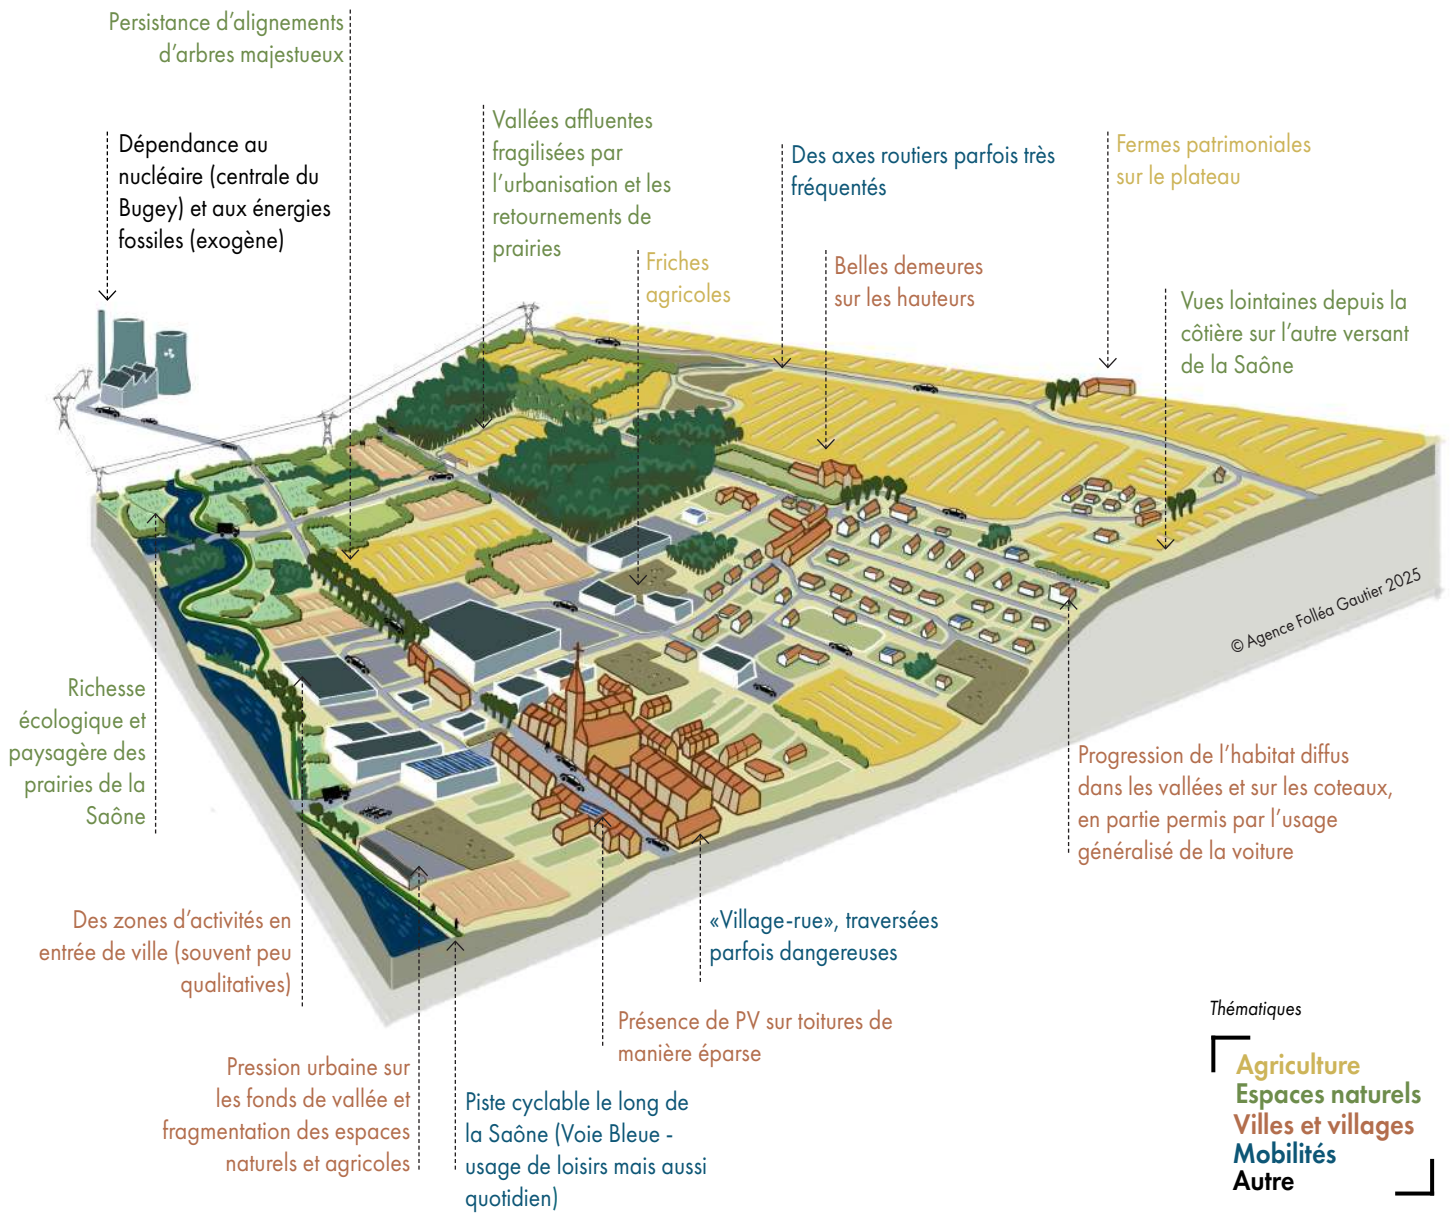 Persistance d'alignements
d'arbres majestueux
Dépendance au
nucléaire (centrale du
Bugey) et aux énergies
fossiles (exogène)
Vallées affluentes
fragilisées par
l'urbanisation et les
retournements de
prairies
Des axes routiers parfois très
fréquentés
Fermes patrimoniales
sur le plateau
Friches
agricoles
Belles demeures
sur les hauteurs
Vues lointaines depuis la
côtière sur l'autre versant
de la Saône
© Agence Folléa Gautier 2025
Richesse
écologique et
paysagère des
prairies de la
Saône
Progression de l'habitat diffus
dans les vallées et sur les coteaux,
en partie permis par l'usage
généralisé de la voiture
Des zones d'activités en
entrée de ville (souvent peu
qualitatives)
«Village-rue», traversées
parfois dangereuses
Présence de PV sur toitures de
manière éparse
Pression urbaine sur
les fonds de vallée et
fragmentation des espaces
naturels et agricoles
Piste cyclable le long de
la Saône (Voie Bleue -
usage de loisirs mais aussi
quotidien)
Thématiques
Agriculture
Espaces naturels
Villes et villages
Mobilités
Autre